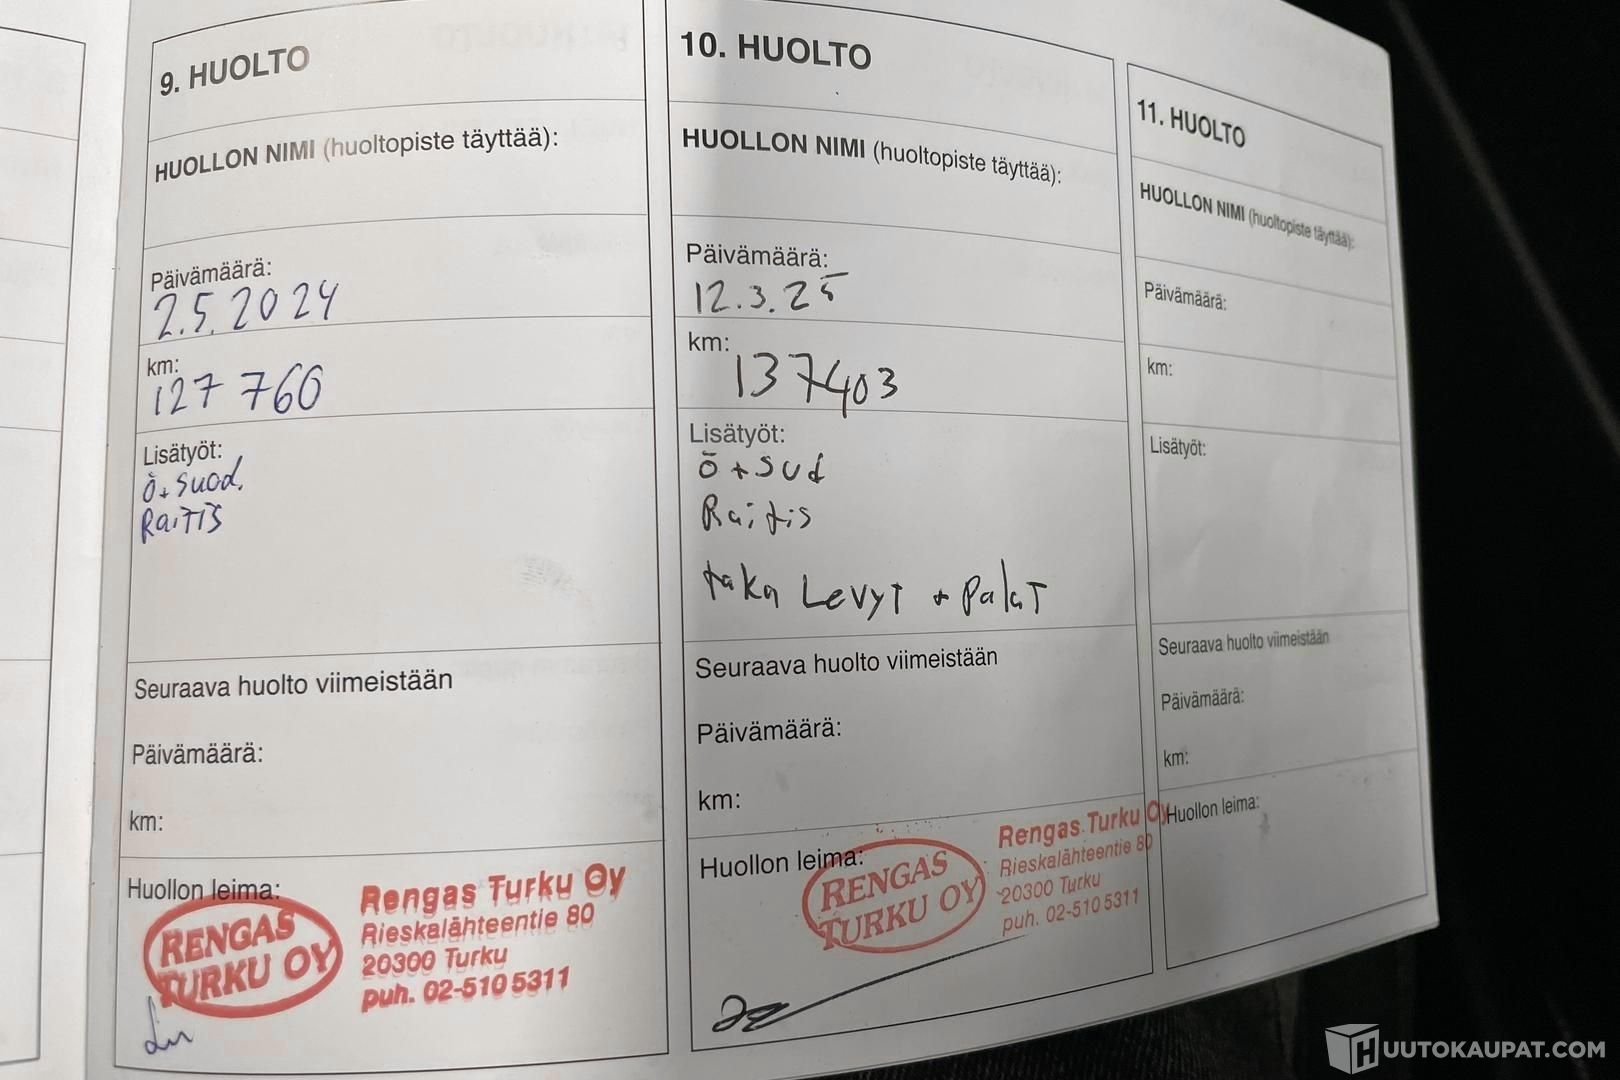 9. HUOLTO
HUOLLON NIMI (huoltopiste täyttää):
Päivämäärä:
2.5.2024
km:
127 760
Lisätyöt:
Ö+suod.
RaiTis
Seuraava huolto viimeistään
Päivämäärä:
km:
Huollon leima:
RENGAS
TURKU OY
Rengas Turku Oy
Rieskalähteentie 80
20300 Turku
puh. 02-510 5311
10. HUOLTO
HUOLLON NIMI (huoltopiste täyttää):
Päivämäärä:
12.3.25
km:
137403
Lisätyöt:
Ö+sud
Raitis
taka Levyt + Palat
Seuraava huolto viimeistään
Päivämäärä:
km:
Huollon leima:
RENGAS
TURKU OY
Rengas Turku Oy
Rieskalähteentie 80
20300 Turku
puh. 02-510 5311
11. HUOLTO
HUOLLON NIMI (huoltopiste täyttää):
Päivämäärä:
km:
Lisätyöt:
Seuraava huolto viimeistään
Päivämäärä:
km:
Huollon leima:
HUUTOKAUPAT.COM